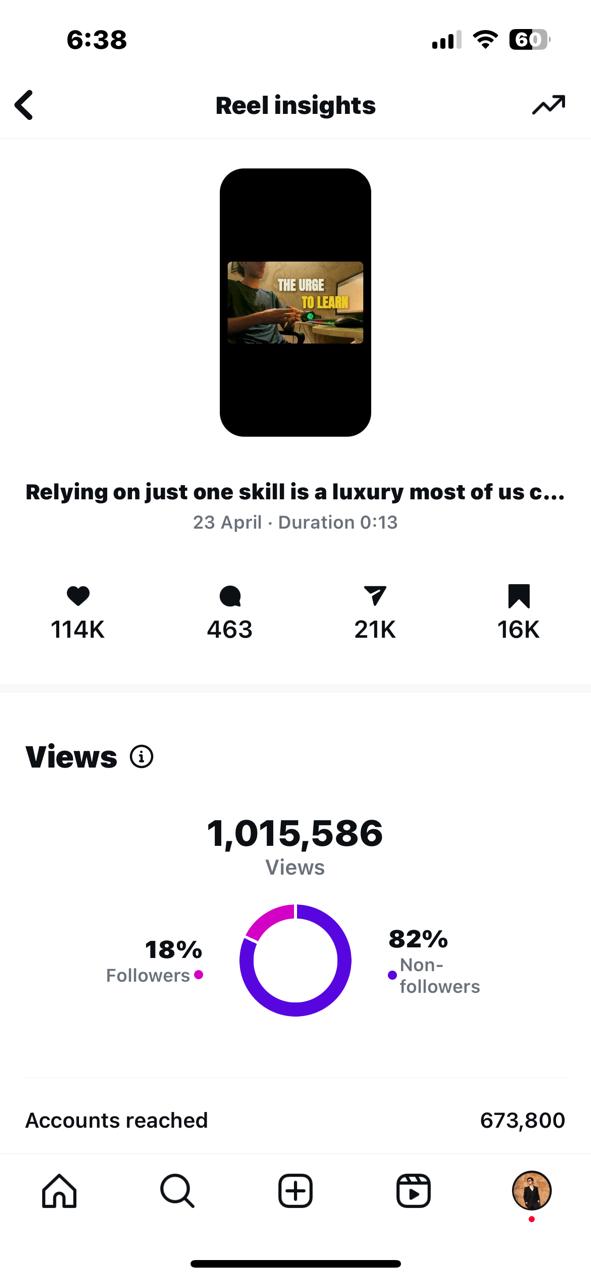 6:38
60
Reel insights
THE URGE
TO LEARN
Relying on just one skill is a luxury most of us c...
23 April · Duration 0:13
114K
463
21K
16K
Views
1,015,586
Views
18%
Followers
82%
Non-
followers
Accounts reached
673,800